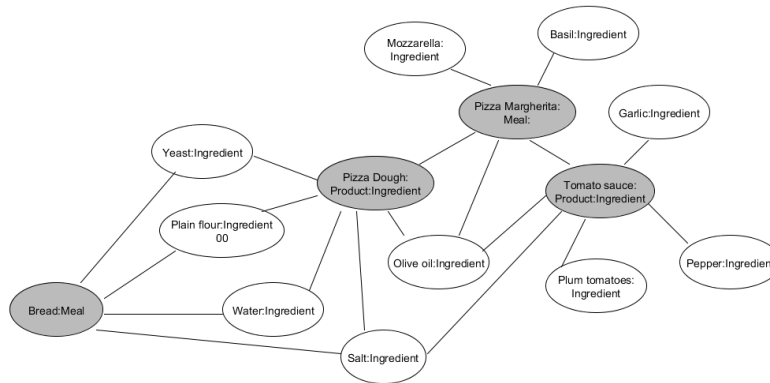 Mozzarella:
Ingredient
Basil:Ingredient
Pizza Margherita:
Meal:
Garlic:Ingredient
Yeast:Ingredient
Pizza Dough:
Product:Ingredient
Tomato sauce:
Product:Ingredient
Plain flour:Ingredient
00
Olive oil:Ingredient
Pepper:Ingredien
Plum tomatoes:
Ingredient
Bread:Meal
Water:Ingredient
Salt:Ingredient